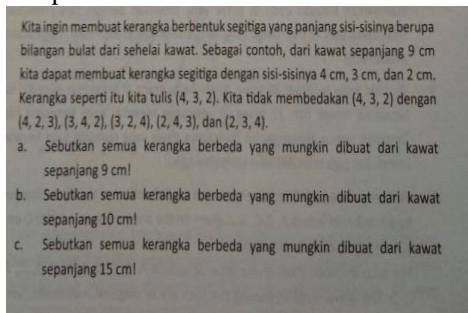 Kita ingin membuat kerangka berbentuk segitiga yang panjang sisi-sisinya berupa
bilangan bulat dari sehelai kawat. Sebagai contoh, dari kawat sepanjang 9 cm
kita dapat membuat kerangka segitiga dengan sisi-sisinya 4 cm, 3 cm, dan 2 cm.
Kerangka seperti itu kita tulis (4, 3, 2). Kita tidak membedakan (4, 3, 2) dengan
(4, 2, 3), (3, 4, 2), (3, 2, 4), (2, 4, 3), dan (2, 3, 4).
a. Sebutkan semua kerangka berbeda yang mungkin dibuat dari kawat
sepanjang 9 cm!
b. Sebutkan semua kerangka berbeda yang mungkin dibuat dari kawat
sepanjang 10 cm!
c. Sebutkan semua kerangka berbeda yang mungkin dibuat dari kawat
sepanjang 15 cm!